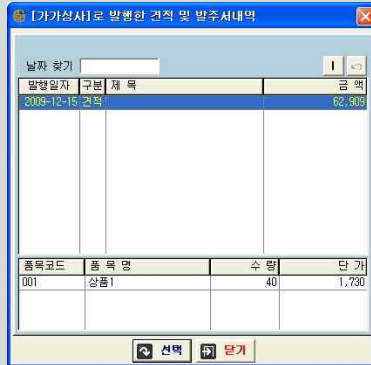 [가가상사]로 발행한 견적 및 발주서내역
날짜 찾기
발행일자 구분 제 목 금 액
2009-12-15 견적 62,909
품목코드 품 목 명 수 량 단 가
001 상품1 40 1,730
선택 닫기